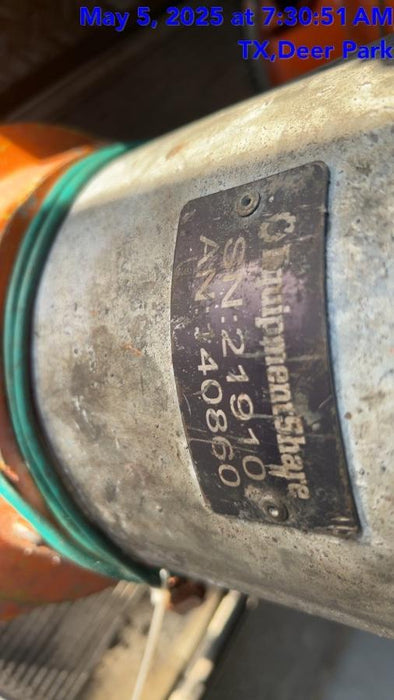 May 5, 2025 at 7:30:51 AM
TX,Deer Park
EquipmentShare
SN:21910
AN:140860